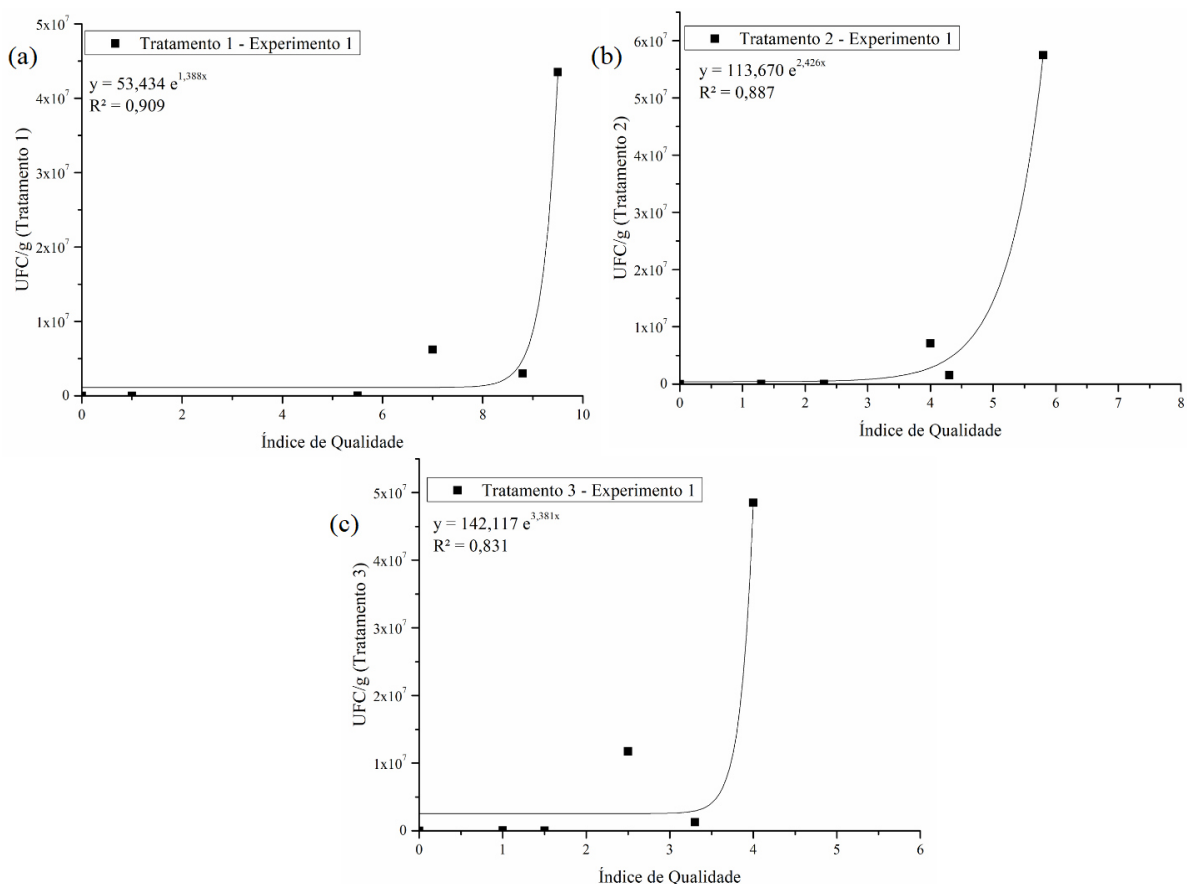 (a)
Tratamento 1 - Experimento 1
y = 53,434 e^1,388x
R² = 0,909
UFC/g (Tratamento 1)
5x10^7
4x10^7
3x10^7
2x10^7
1x10^7
0
0 2 4 6 8 10
Índice de Qualidade
(b)
Tratamento 2 - Experimento 1
y = 113,670 e^2,426x
R² = 0,887
UFC/g (Tratamento 2)
6x10^7
5x10^7
4x10^7
3x10^7
2x10^7
1x10^7
0
0 1 2 3 4 5 6 7 8
Índice de Qualidade
(c)
Tratamento 3 - Experimento 1
y = 142,117 e^3,381x
R² = 0,831
UFC/g (Tratamento 3)
5x10^7
4x10^7
3x10^7
2x10^7
1x10^7
0
0 1 2 3 4 5 6
Índice de Qualidade